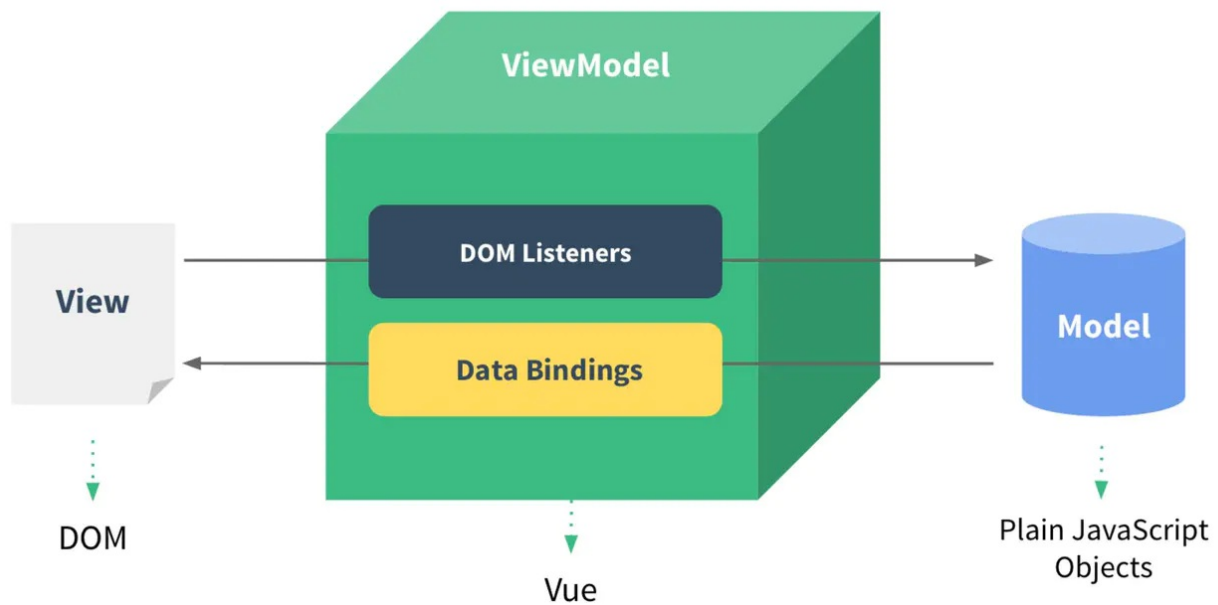 ViewModel
DOM Listeners
View
Data Bindings
Model
DOM
Vue
Plain JavaScript
Objects